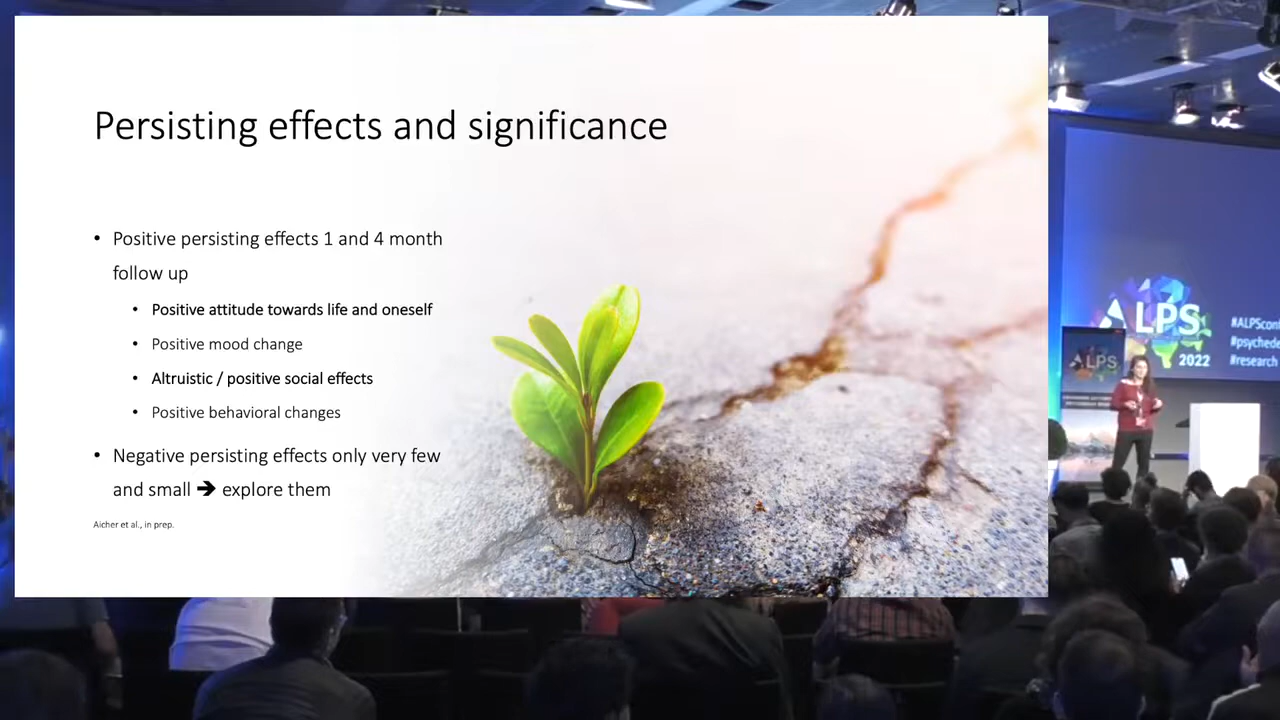 Persisting effects and significance
• Positive persisting effects 1 and 4 month
follow up
• Positive attitude towards life and oneself
• Positive mood change
• Altruistic / positive social effects
• Positive behavioral changes
• Negative persisting effects only very few
and small ➔ explore them
Aicher et al., in prep.
ALPS
2022
#ALPScon
#psychede
#research
ALPS